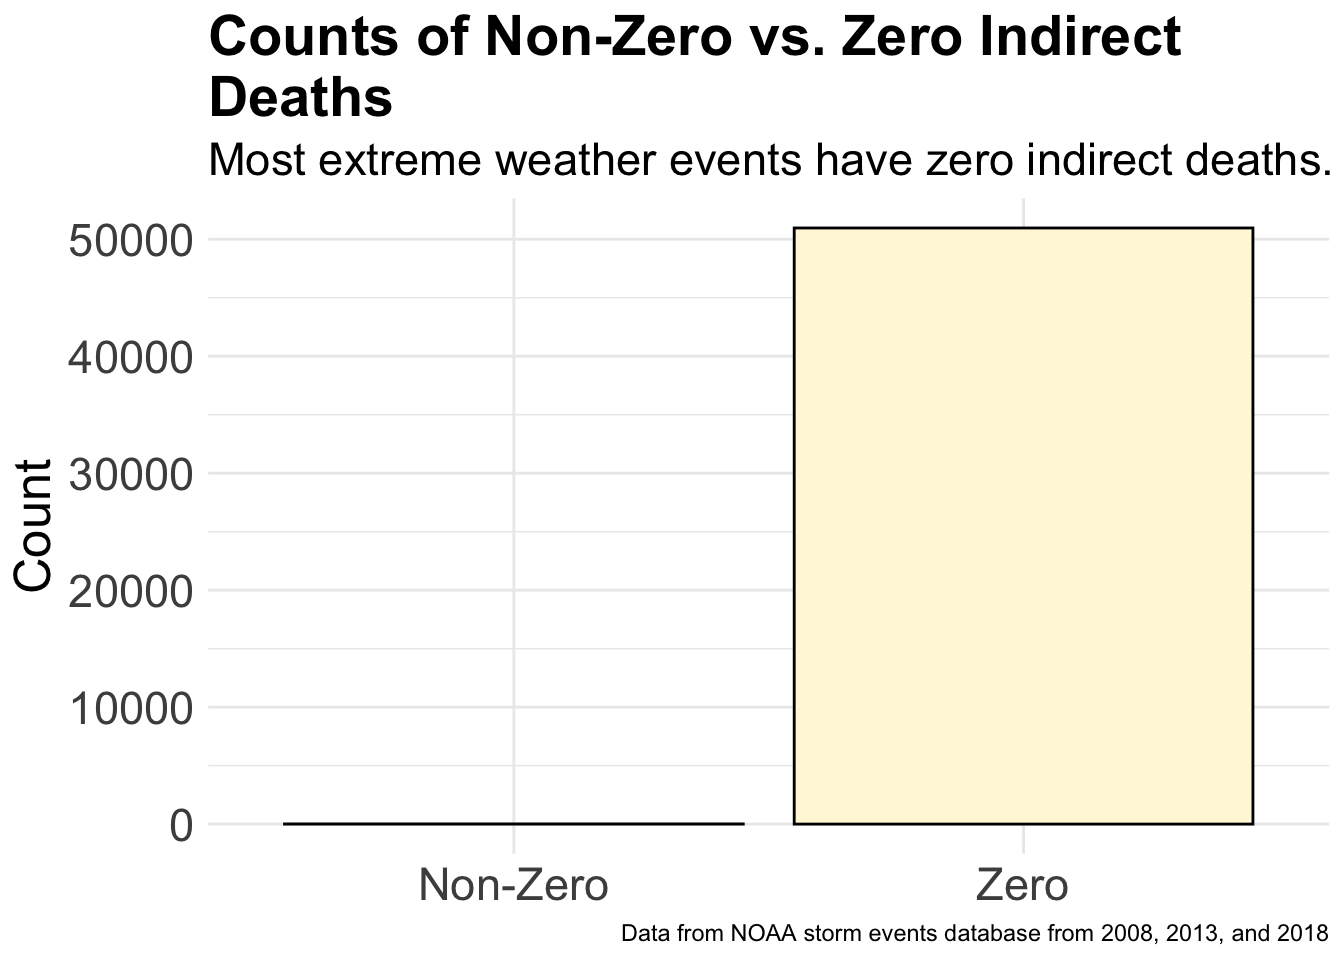 Counts of Non-Zero vs. Zero Indirect
Deaths
Most extreme weather events have zero indirect deaths.
50000
40000
30000
20000
10000
0
Count
Non-Zero
Zero
Data from NOAA storm events database from 2008, 2013, and 2018